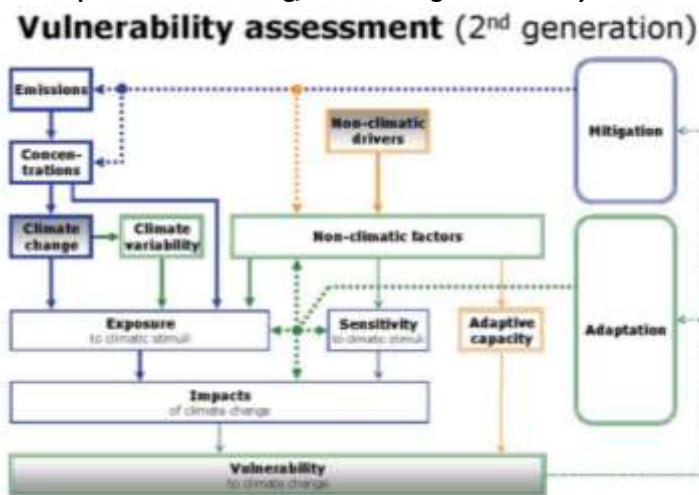 Vulnerability assessment (2nd generation)
Emissions
Non-climatic
drivers
Mitigation
Concen-
trations
Climate
change
Climate
variability
Non-climatic factors
Exposure
to climatic stimuli
Sensitivity
to climatic stimuli
Adaptive
capacity
Adaptation
Impacts
of climate change
Vulnerability
to climate change